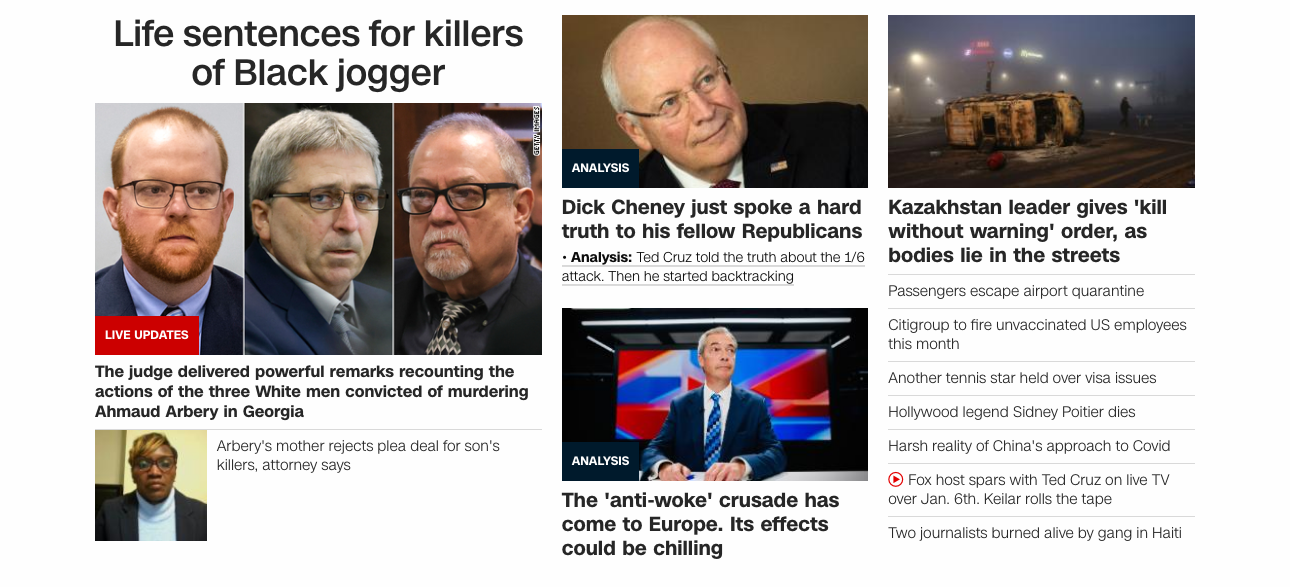 Life sentences for killers
of Black jogger
GETTY IMAGES
LIVE UPDATES
The judge delivered powerful remarks recounting the
actions of the three White men convicted of murdering
Ahmaud Arbery in Georgia
Arbery's mother rejects plea deal for son's
killers, attorney says
ANALYSIS
Dick Cheney just spoke a hard
truth to his fellow Republicans
• Analysis: Ted Cruz told the truth about the 1/6
attack. Then he started backtracking
ANALYSIS
The 'anti-woke' crusade has
come to Europe. Its effects
could be chilling
Kazakhstan leader gives 'kill
without warning' order, as
bodies lie in the streets
Passengers escape airport quarantine
Citigroup to fire unvaccinated US employees
this month
Another tennis star held over visa issues
Hollywood legend Sidney Poitier dies
Harsh reality of China's approach to Covid
Fox host spars with Ted Cruz on live TV
over Jan. 6th. Keilar rolls the tape
Two journalists burned alive by gang in Haiti